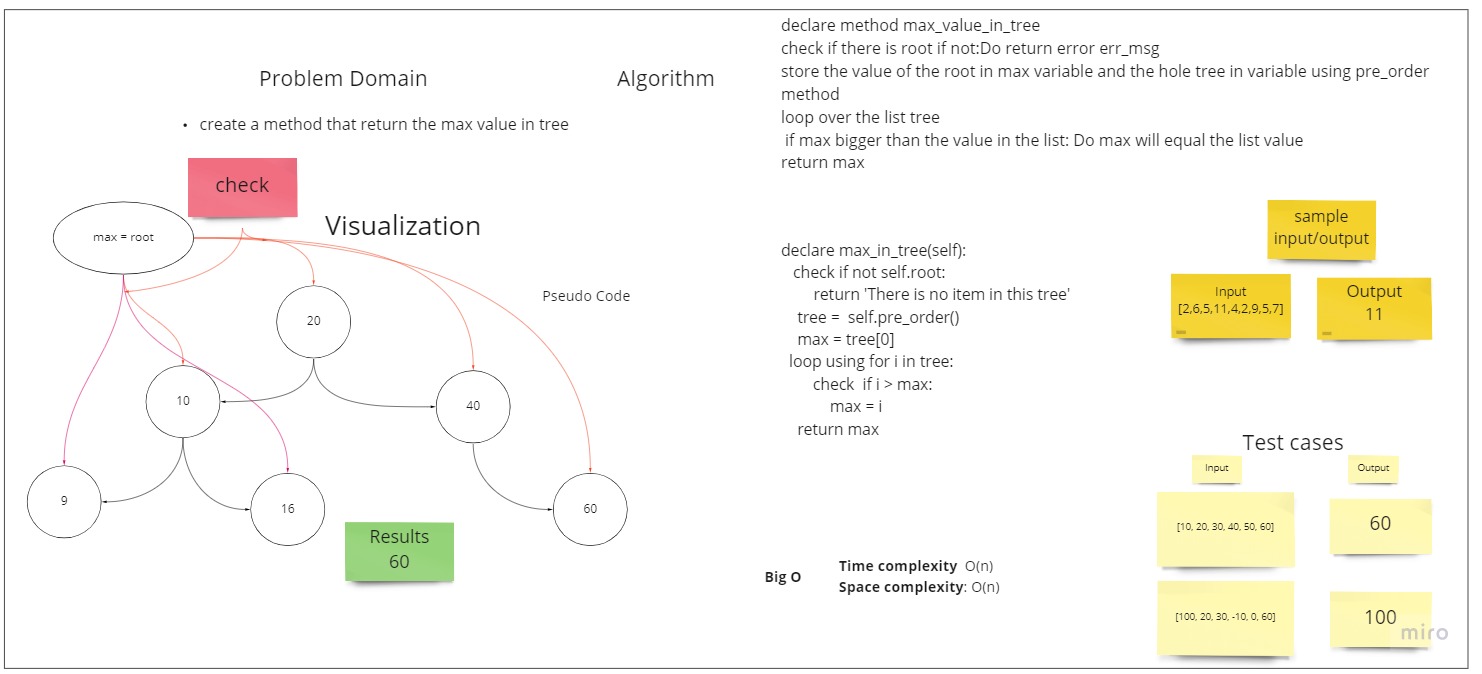 Problem Domain
• create a method that return the max value in tree
check
Visualization
max = root
20
10
40
9
16
60
Results
60
Algorithm
declare method max_value_in_tree
check if there is root if not:Do return error err_msg
store the value of the root in max variable and the hole tree in variable using pre_order
method
loop over the list tree
if max bigger than the value in the list: Do max will equal the list value
return max
Pseudo Code
declare max_in_tree(self):
check if not self.root:
return 'There is no item in this tree'
tree = self.pre_order()
max = tree[0]
loop using for i in tree:
check if i > max:
max = i
return max
Big O
Time complexity O(n)
Space complexity: O(n)
sample
input/output
Input
[2,6,5,11,4,2,9,5,7]
Output
11
Test cases
Input
Output
[10, 20, 30, 40, 50, 60]
60
[100, 20, 30, -10, 0, 60]
100
miro